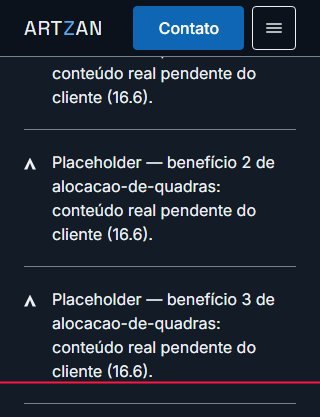 ARTZAN
Contato
conteúdo real pendente do
cliente (16.6).
Placeholder — benefício 2 de
alocacao-de-quadras:
conteúdo real pendente do
cliente (16.6).
Placeholder — benefício 3 de
alocacao-de-quadras:
conteúdo real pendente do
cliente (16.6).